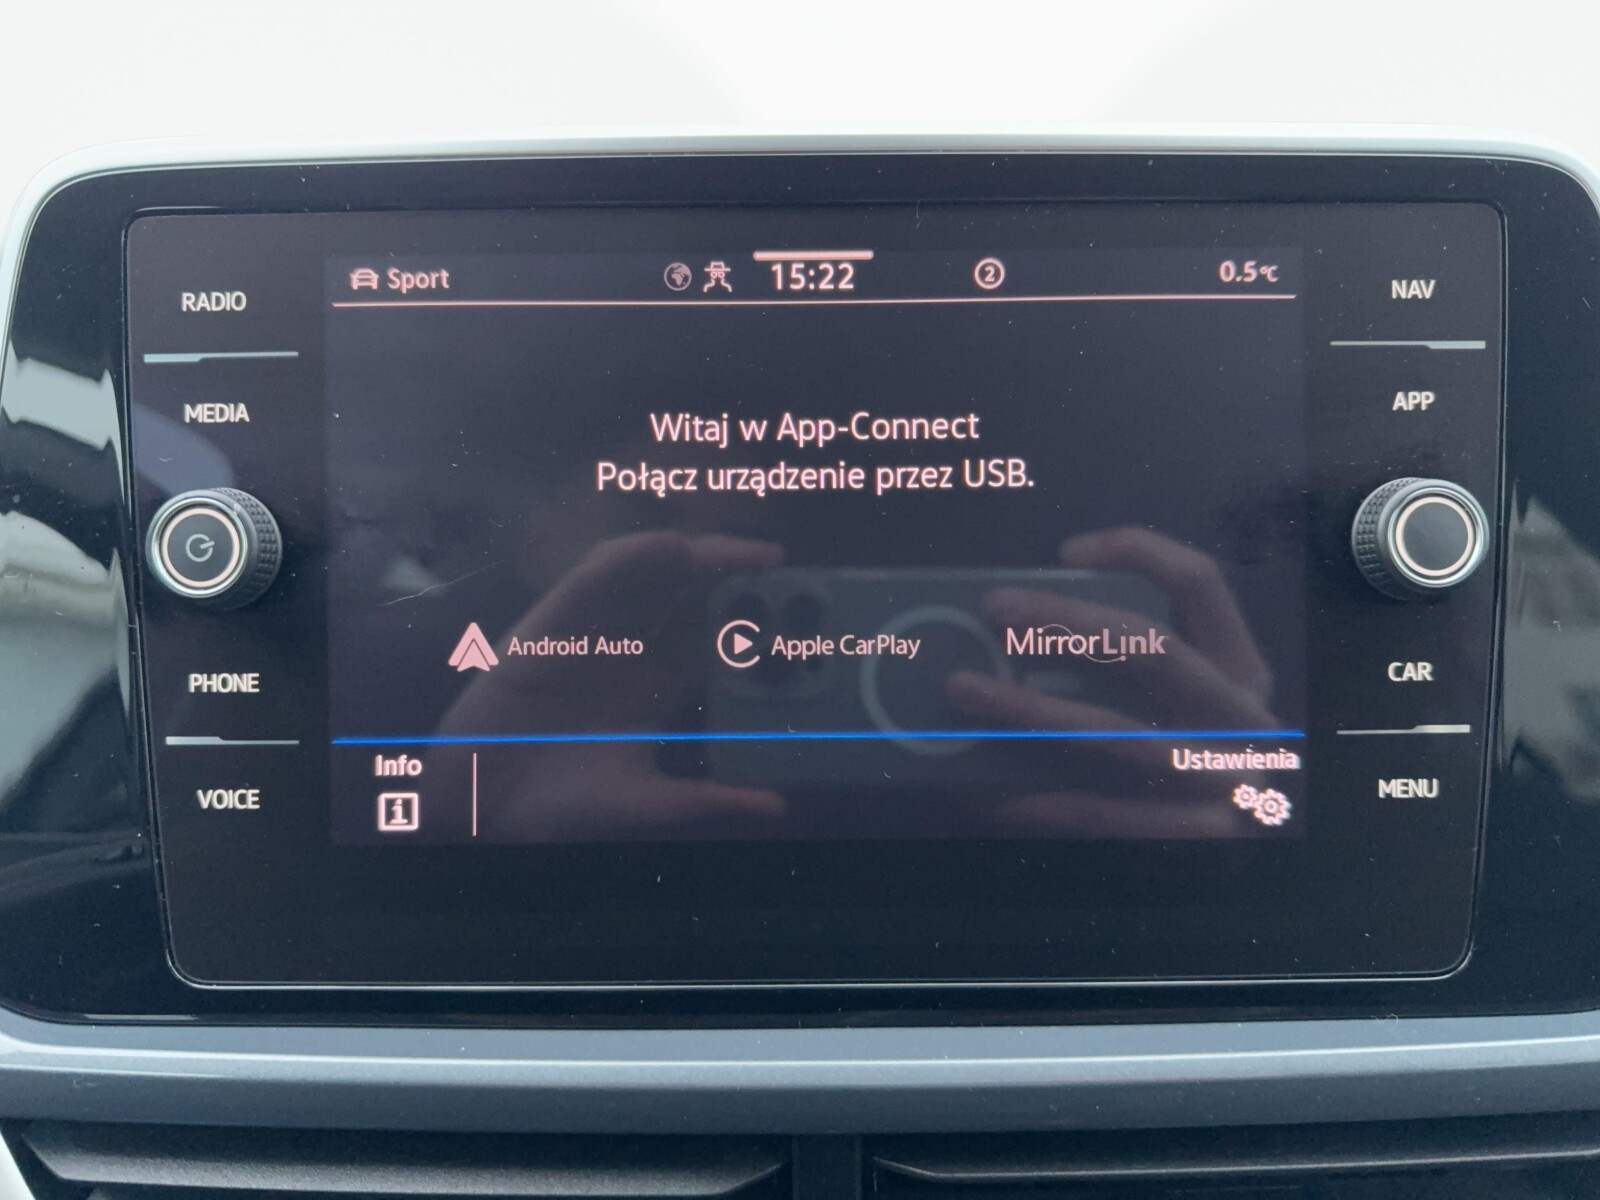 RADIO
MEDIA
PHONE
VOICE
Sport
15:22
2
0.5°C
Witaj w App-Connect
Połącz urządzenie przez USB.
Android Auto
Apple CarPlay
MirrorLink
Info
i
Ustawienia
NAV
APP
CAR
MENU